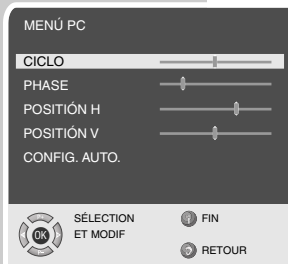 MENÚ PC
CICLO
PHASE
POSITIÓN H
POSITIÓN V
CONFIG. AUTO.
SÉLECTION
ET MODIF
OK
FIN
RETOUR